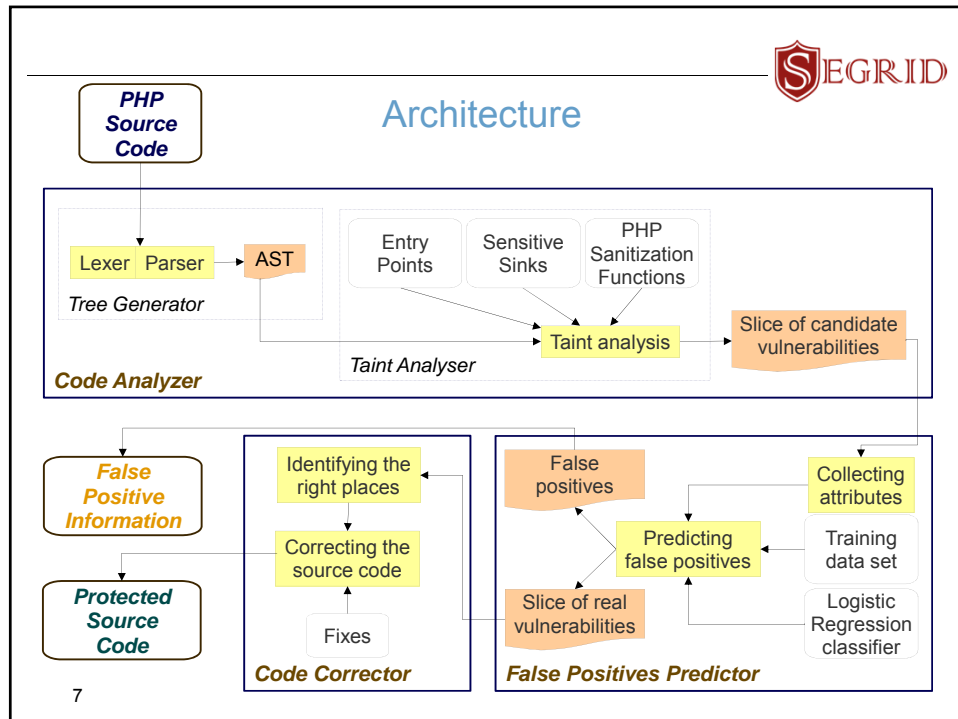 SEGRID
Architecture
PHP
Source
Code
Lexer Parser
AST
Tree Generator
Entry
Points
Sensitive
Sinks
PHP
Sanitization
Functions
Taint analysis
Taint Analyser
Slice of candidate
vulnerabilities
Code Analyzer
False
Positive
Information
Protected
Source
Code
Identifying the
right places
Correcting the
source code
Fixes
Code Corrector
False
positives
Slice of real
vulnerabilities
Predicting
false positives
Collecting
attributes
Training
data set
Logistic
Regression
classifier
False Positives Predictor
7